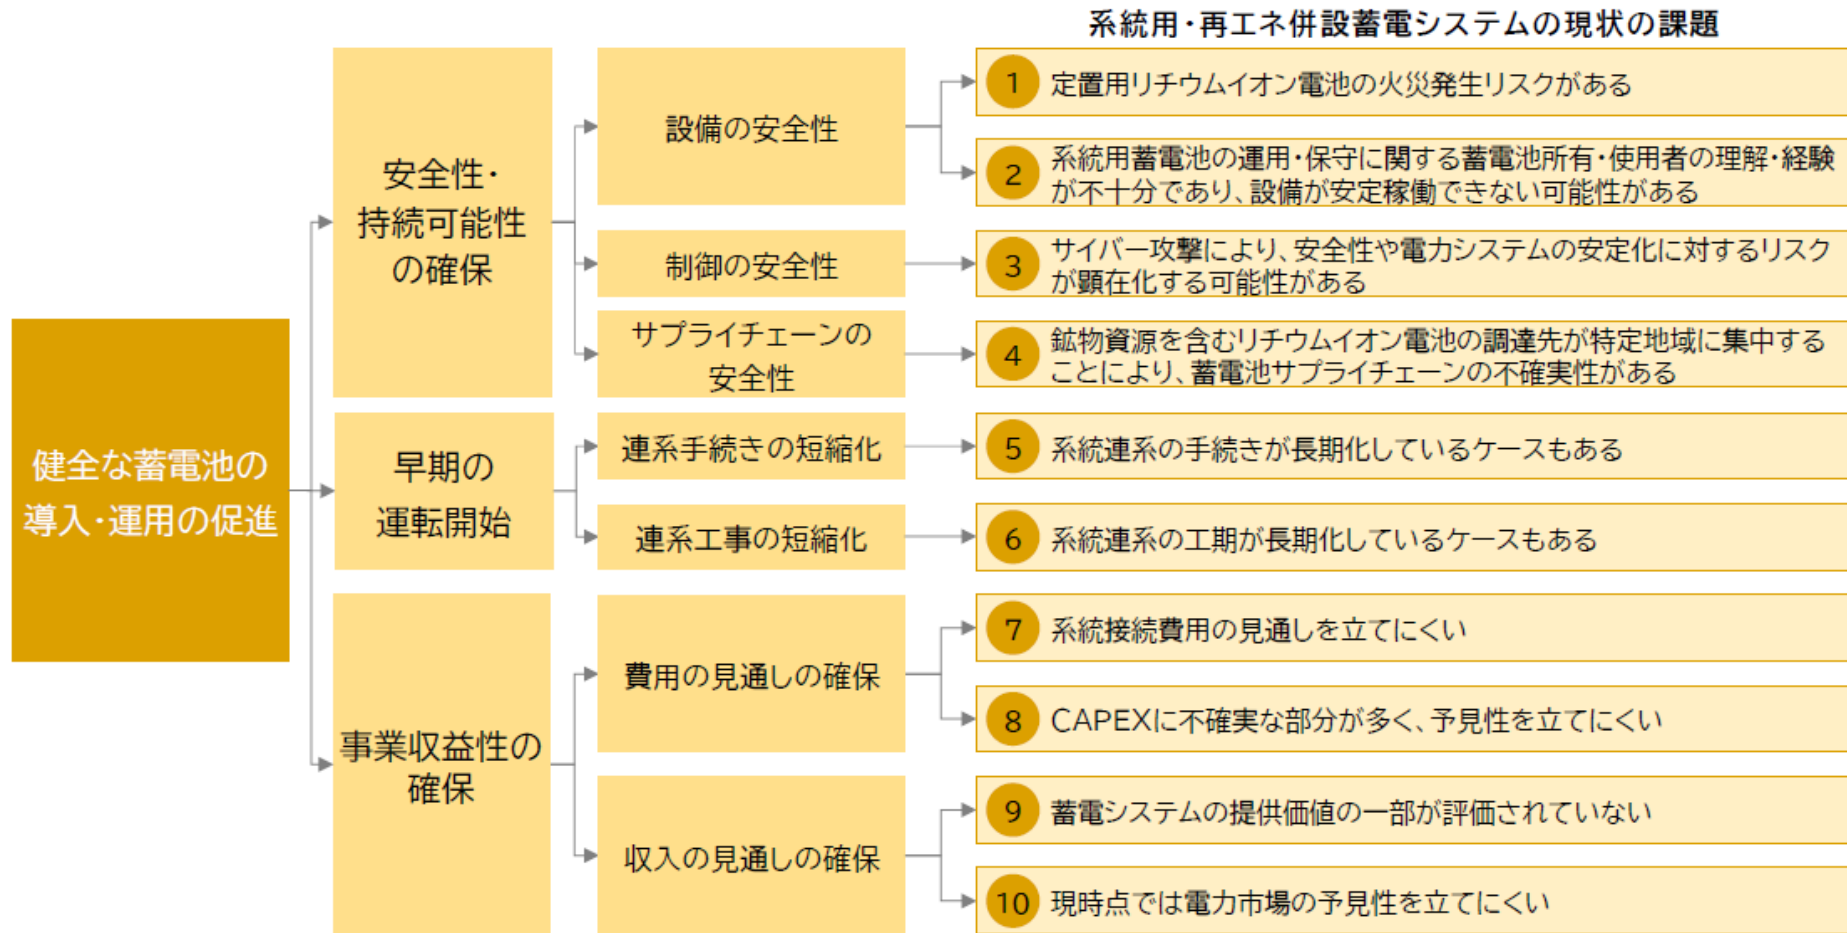 系統用・再エネ併設蓄電システムの現状の課題
健全な蓄電池の
導入・運用の促進
安全性・
持続可能性
の確保
設備の安全性
1 定置用リチウムイオン電池の火災発生リスクがある
2 系統用蓄電池の運用・保守に関する蓄電池所有・使用者の理解・経験
が不十分であり、設備が安定稼働できない可能性がある
制御の安全性
3 サイバー攻撃により、安全性や電力システムの安定化に対するリスク
が顕在化する可能性がある
サプライチェーンの
安全性
4 鉱物資源を含むリチウムイオン電池の調達先が特定地域に集中する
ことにより、蓄電池サプライチェーンの不確実性がある
早期の
運転開始
連系手続きの短縮化
5 系統連系の手続きが長期化しているケースもある
連系工事の短縮化
6 系統連系の工期が長期化しているケースもある
事業収益性の
確保
費用の見通しの確保
7 系統接続費用の見通しを立てにくい
8 CAPEXに不確実な部分が多く、予見性を立てにくい
収入の見通しの確保
9 蓄電システムの提供価値の一部が評価されていない
10 現時点では電力市場の予見性を立てにくい